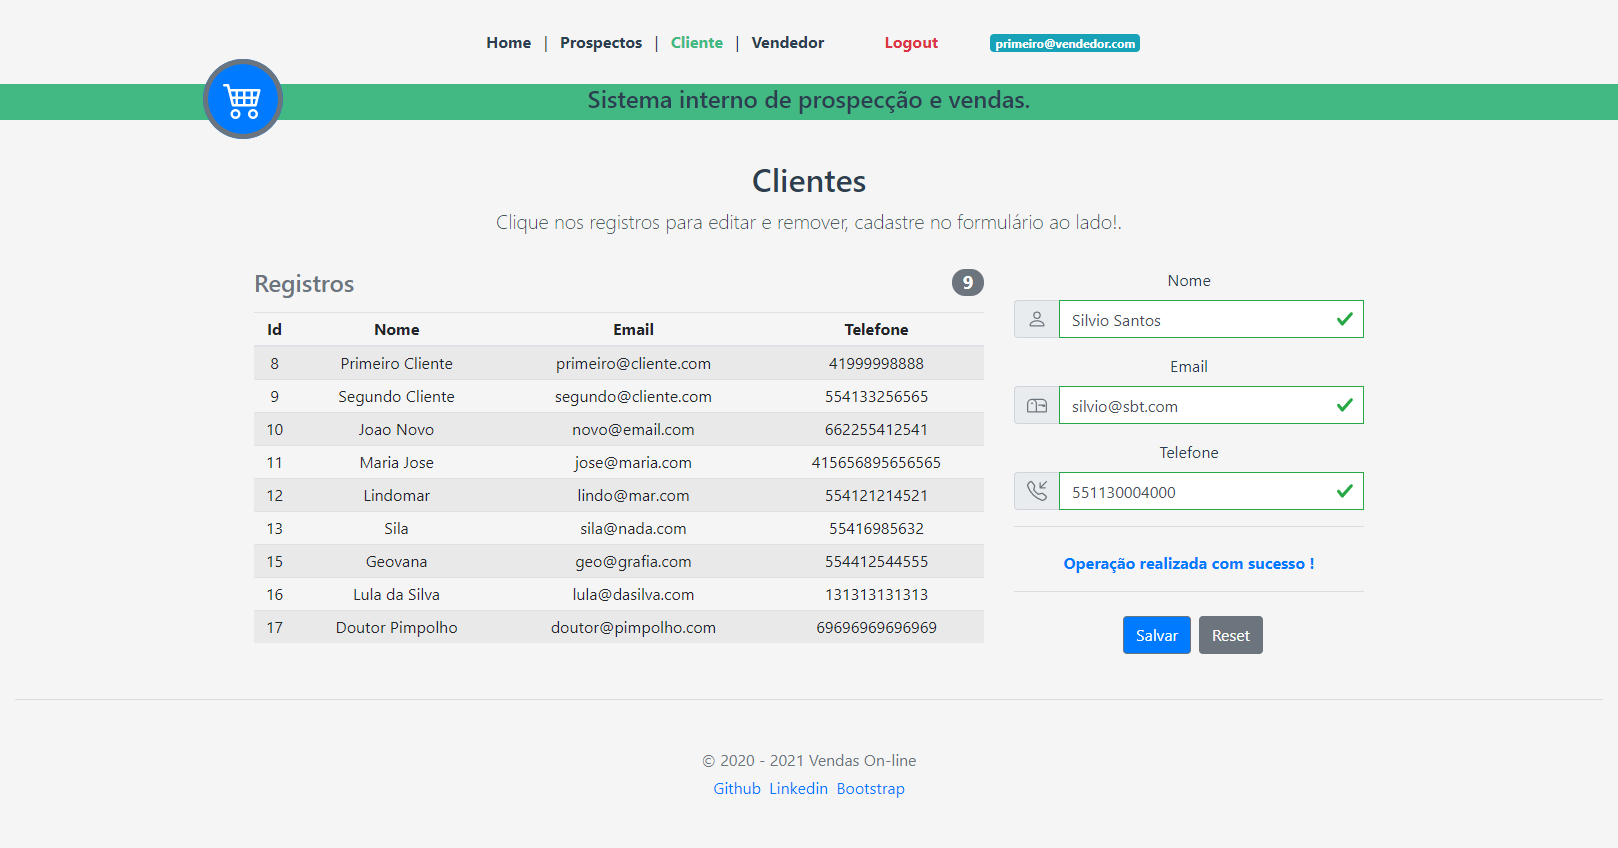 Home | Prospectos | Cliente | Vendedor Logout primeiro@vendedor.com
Sistema interno de prospecção e vendas.
Clientes
Clique nos registros para editar e remover, cadastre no formulário ao lado!.
Registros 9
Id Nome Email Telefone
8 Primeiro Cliente primeiro@cliente.com 41999998888
9 Segundo Cliente segundo@cliente.com 554133256565
10 Joao Novo novo@email.com 662255412541
11 Maria Jose jose@maria.com 415656895656565
12 Lindomar lindo@mar.com 554121214521
13 Sila sila@nada.com 55416985632
15 Geovana geo@grafia.com 554412544555
16 Lula da Silva lula@dasilva.com 131313131313
17 Doutor Pimpolho doutor@pimpolho.com 69696969696969
Nome
Silvio Santos
Email
silvio@sbt.com
Telefone
551130004000
Operação realizada com sucesso !
Salvar Reset
© 2020 - 2021 Vendas On-line
Github Linkedin Bootstrap